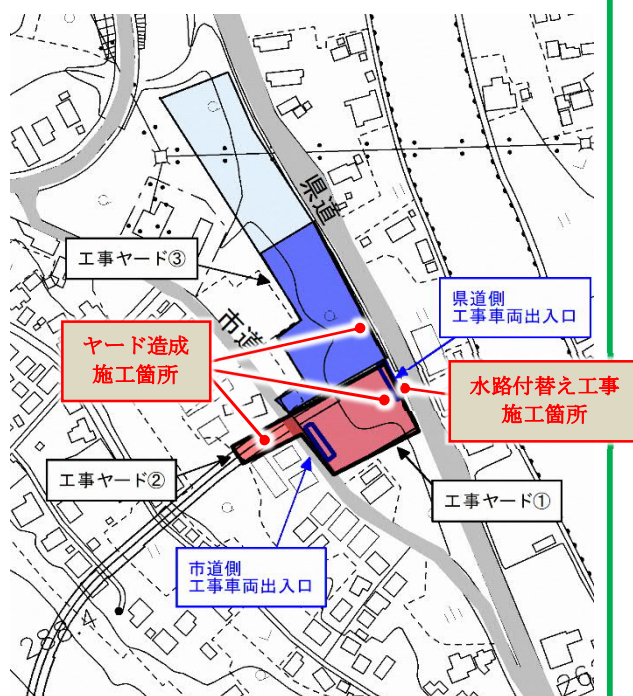 県道
工事ヤード③
県道側
工事車両出入口
市道
ヤード造成
施工箇所
水路付替え工事
施工箇所
工事ヤード②
工事ヤード①
市道側
工事車両出入口
288.4